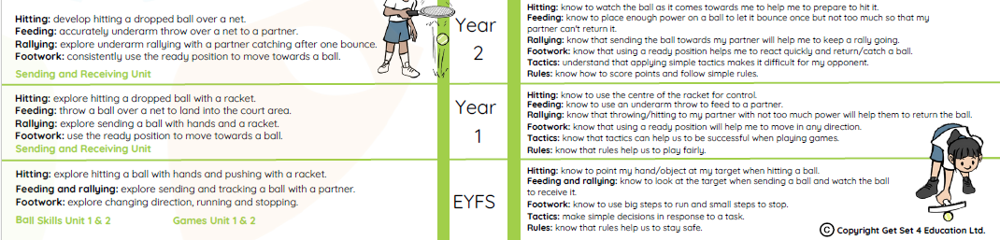 Hitting: develop hitting a dropped ball over a net.
Feeding: accurately underarm throw over a net to a partner.
Rallying: explore underarm rallying with a partner catching after one bounce.
Footwork: consistently use the ready position to move towards a ball.
Sending and Receiving Unit
Year
2
Hitting: know to watch the ball as it comes towards me to help me to prepare to hit it.
Feeding: know to place enough power on a ball to let it bounce once but not too much so that my
partner can't return it.
Rallying: know that sending the ball towards my partner will help me to keep a rally going.
Footwork: know that using a ready position helps me to react quickly and return/catch a ball.
Tactics: understand that applying simple tactics makes it difficult for my opponent.
Rules: know how to score points and follow simple rules.
Hitting: explore hitting a dropped ball with a racket.
Feeding: throw a ball over a net to land into the court area.
Rallying: explore sending a ball with hands and a racket.
Footwork: use the ready position to move towards a ball.
Sending and Receiving Unit
Year
1
Hitting: know to use the centre of the racket for control.
Feeding: know to use an underarm throw to feed to a partner.
Rallying: know that throwing/hitting to my partner with not too much power will help them to return the ball.
Footwork: know that using a ready position will help me to move in any direction.
Tactics: know that tactics can help us to be successful when playing games.
Rules: know that rules help us to play fairly.
Hitting: explore hitting a ball with hands and pushing with a racket.
Feeding and rallying: explore sending and tracking a ball with a partner.
Footwork: explore changing direction, running and stopping.
Ball Skills Unit 1 & 2 Games Unit 1 & 2
EYFS
Hitting: know to point my hand/object at my target when hitting a ball.
Feeding and rallying: know to look at the target when sending a ball and watch the ball
to receive it.
Footwork: know to use big steps to run and small steps to stop.
Tactics: make simple decisions in response to a task.
Rules: know that rules help us to stay safe.
© Copyright Get Set 4 Education Ltd.